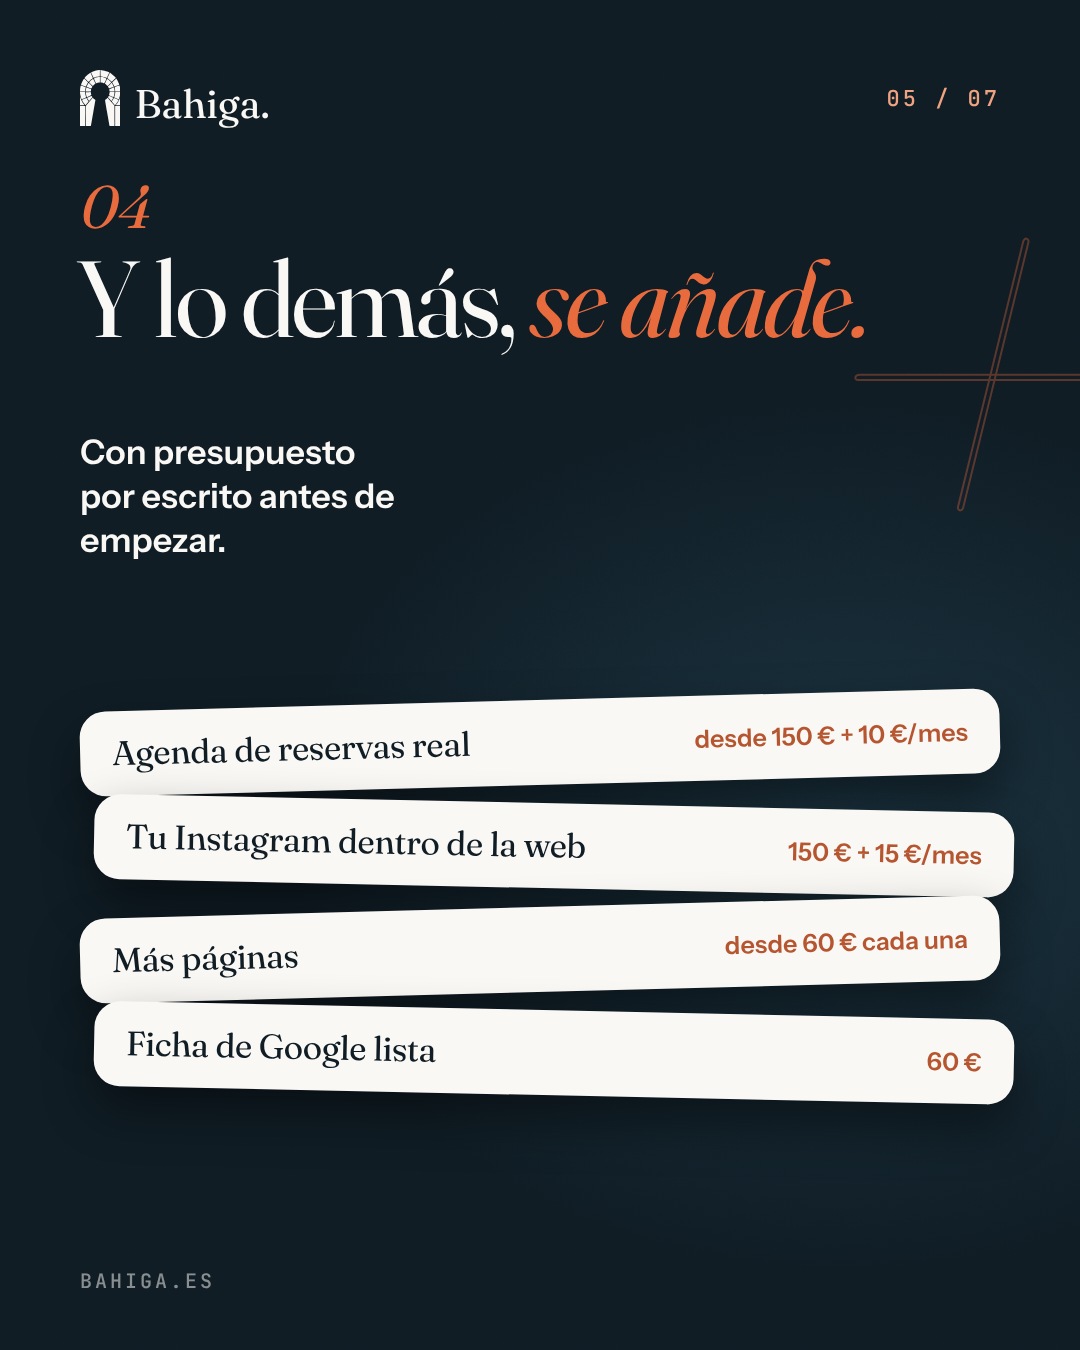 Bahiga.
05 / 07
04
Y lo demás, se añade.
Con presupuesto
por escrito antes de
empezar.
Agenda de reservas real
desde 150 € + 10 €/mes
Tu Instagram dentro de la web
150 € + 15 €/mes
Más páginas
desde 60 € cada una
Ficha de Google lista
60 €
BAHIGA.ES